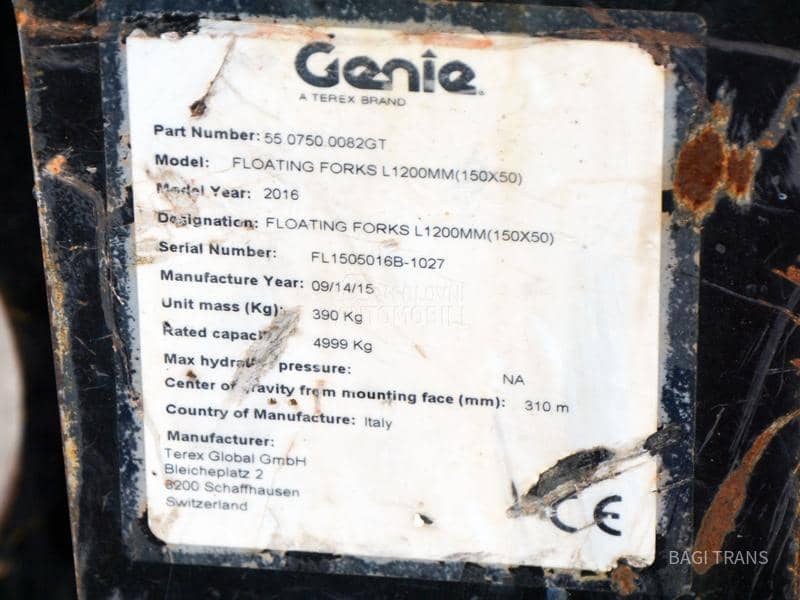 Genie
A TEREX BRAND
Part Number: 55 0750 0082GT
Model: FLOATING FORKS L1200MM(150X50)
Model Year: 2016
Designation: FLOATING FORKS L1200MM(150X50)
Serial Number: FL1505016B-1027
Manufacture Year: 09/14/15
Unit mass (Kg): 390 Kg
Rated capacity 4999 Kg
Max hydraulic pressure: NA
Center of gravity from mounting face (mm): 310 m
Country of Manufacture: Italy
Manufacturer:
Terex Global GmbH
Bleicheplatz 2
8200 Schaffhausen
Switzerland
CE
BAGI TRANS